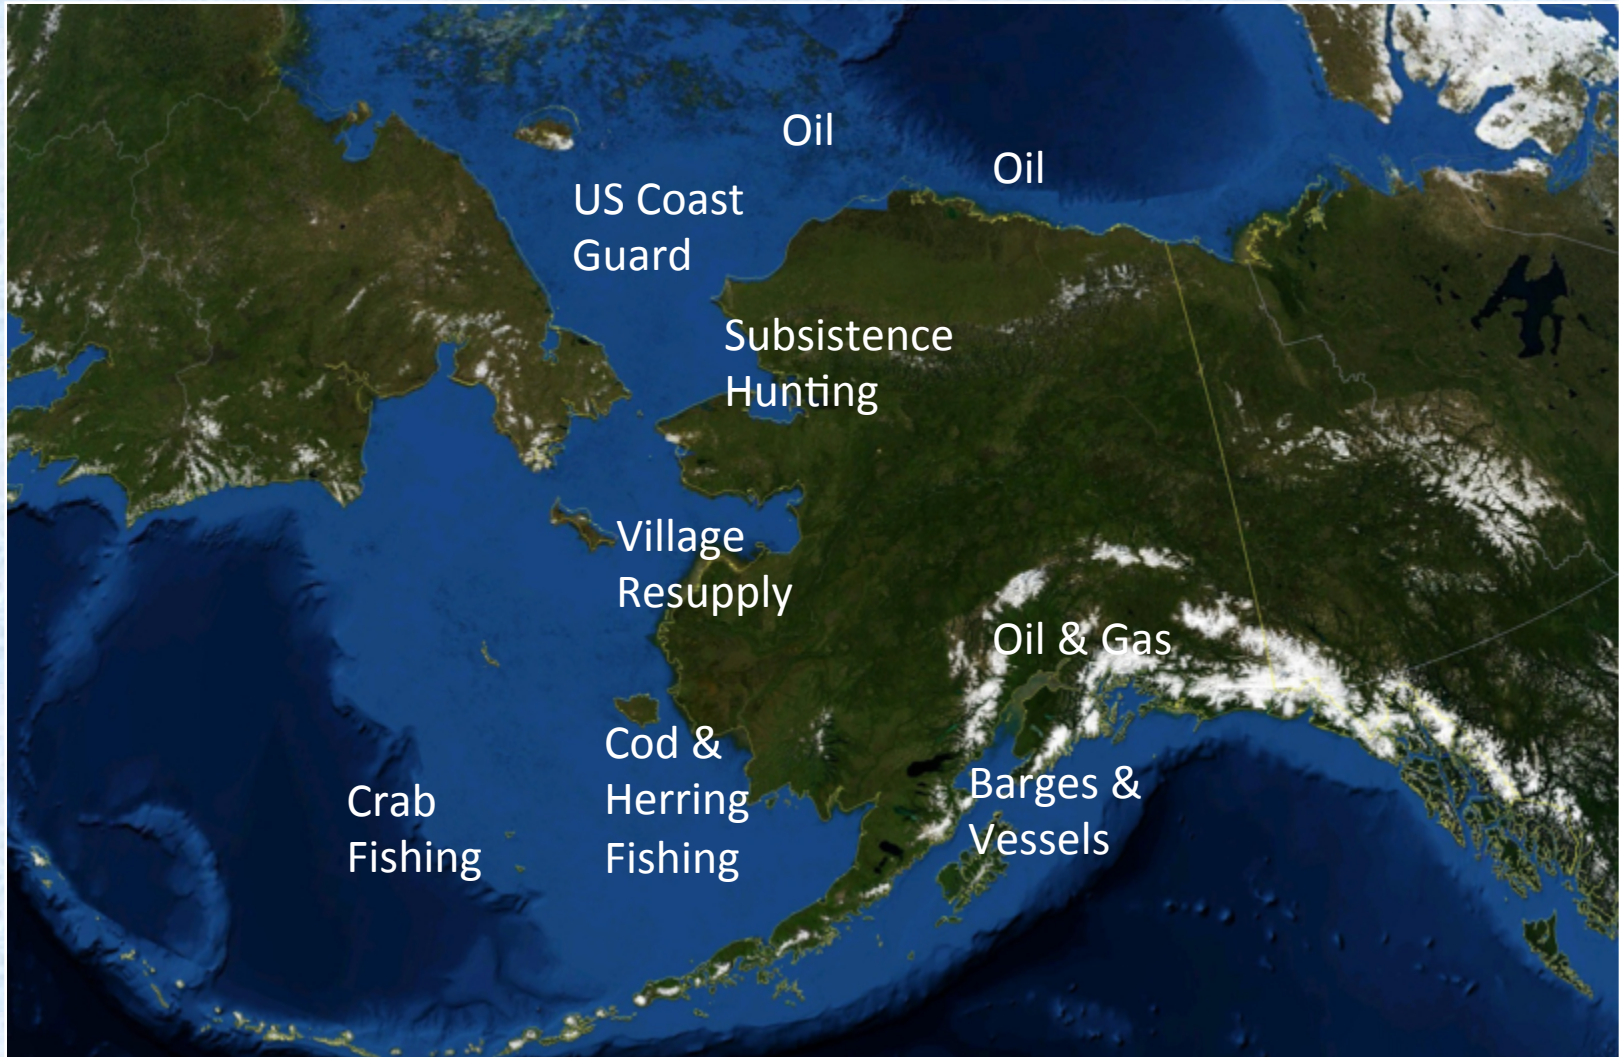 Oil
Oil
US Coast
Guard
Subsistence
Hunting
Village
Resupply
Oil & Gas
Cod &
Herring
Fishing
Crab
Fishing
Barges &
Vessels